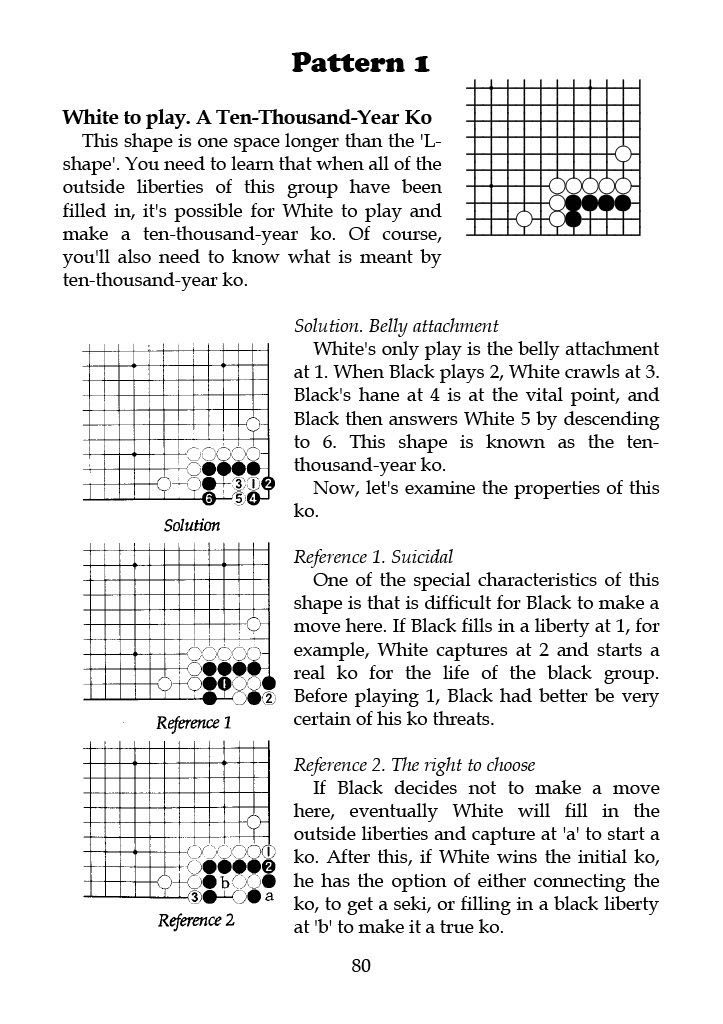 Pattern 1
White to play. A Ten-Thousand-Year Ko
This shape is one space longer than the 'L-
shape'. You need to learn that when all of the
outside liberties of this group have been
filled in, it's possible for White to play and
make a ten-thousand-year ko. Of course,
you'll also need to know what is meant by
ten-thousand-year ko.
Solution. Belly attachment
White's only play is the belly attachment
at 1. When Black plays 2, White crawls at 3.
Black's hane at 4 is at the vital point, and
Black then answers White 5 by descending
to 6. This shape is known as the ten-
thousand-year ko.
Now, let's examine the properties of this
ko.
3 1 2
6 5 4
Solution
Reference 1. Suicidal
One of the special characteristics of this
shape is that is difficult for Black to make a
move here. If Black fills in a liberty at 1, for
example, White captures at 2 and starts a
real ko for the life of the black group.
Before playing 1, Black had better be very
certain of his ko threats.
1
2
Reference 1
Reference 2. The right to choose
If Black decides not to make a move
here, eventually White will fill in the
outside liberties and capture at 'a' to start a
ko. After this, if White wins the initial ko,
he has the option of either connecting the
ko, to get a seki, or filling in a black liberty
at 'b' to make it a true ko.
1
2
b
3 a
Reference 2
80